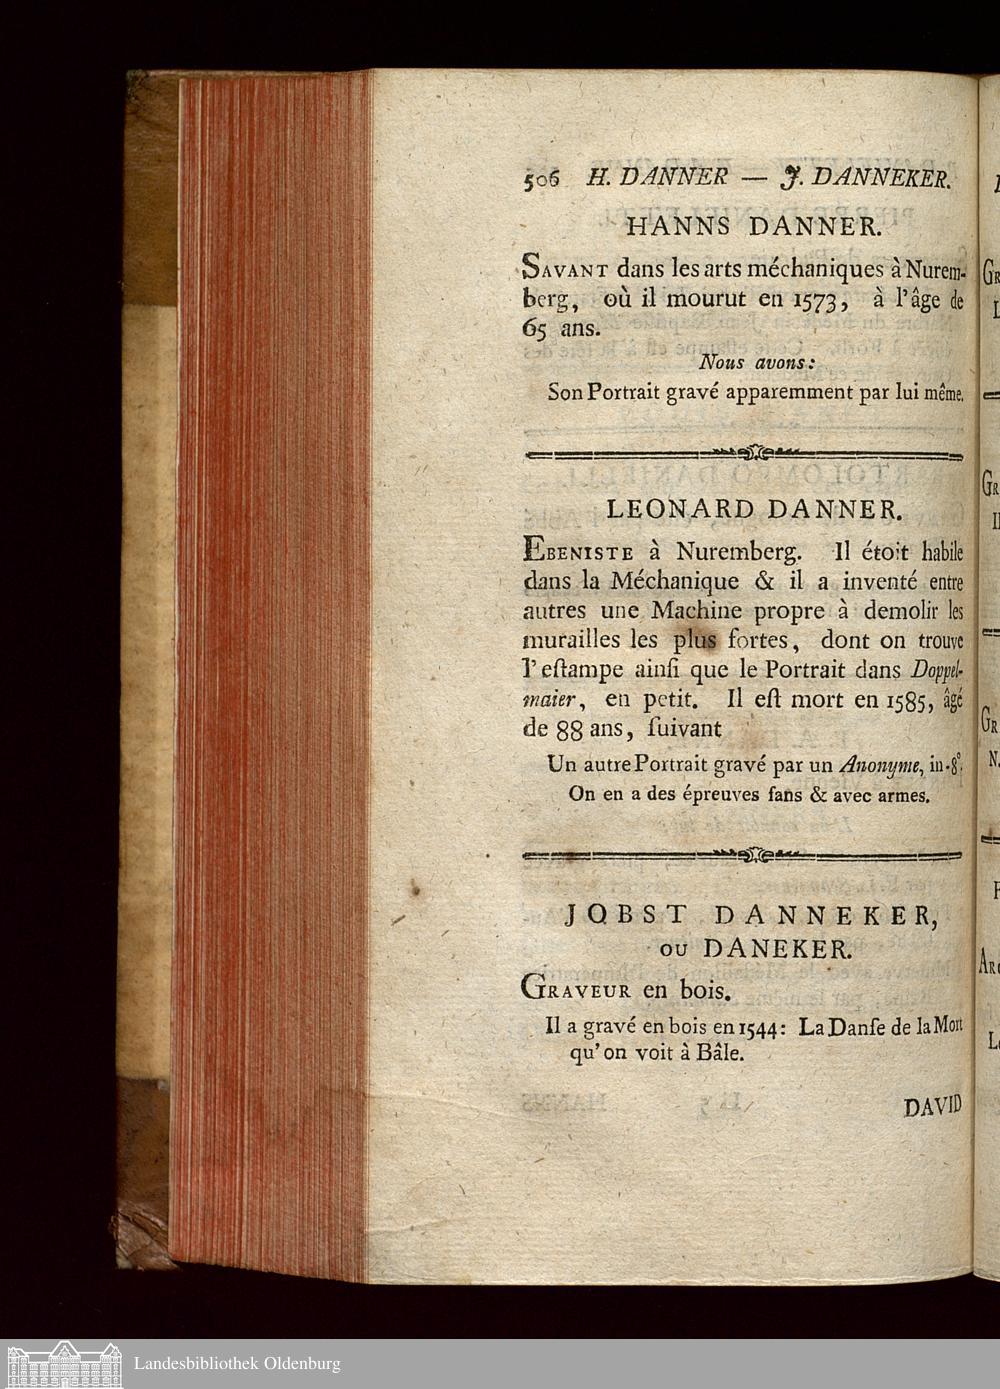 506 H. DANNER — J. DANNEKER.
HANNS DANNER.
SAVANT dans les arts méchaniques à Nurem-
berg, où il mourut en 1573, à l'âge de
65 ans.
Nous avons:
Son Portrait gravé apparemment par lui même.
LEONARD DANNER.
EBENISTE à Nuremberg. Il étoit habile
dans la Méchanique & il a inventé entre
autres une Machine propre à demolir les
murailles les plus fortes, dont on trouve
l'eſtampe ainſi que le Portrait dans Doppel-
maier, en petit. Il eſt mort en 1585, âgé
de 88 ans, ſuivant
Un autre Portrait gravé par un Anonyme, in-8°.
On en a des épreuves ſans & avec armes.
JOBST DANNEKER,
OU DANEKER.
GRAVEUR en bois.
Il a gravé en bois en 1544: La Danſe de la Mort
qu'on voit à Bâle.
DAVID
Landesbibliothek Oldenburg